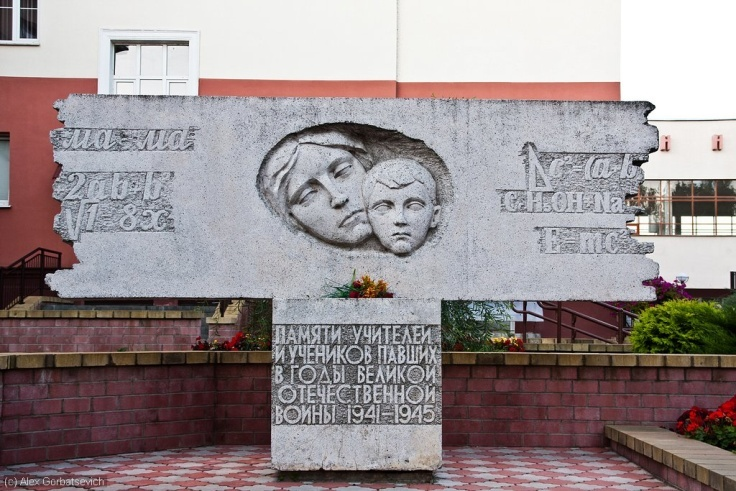 ма-ма
2ab-b
√1-8x
c²-(a-b
C₂H₅OH-Na
E=mc
ПАМЯТИ УЧИТЕЛЕЙ
И УЧЕНИКОВ ПАВШИХ
В ГОДЫ ВЕЛИКОЙ
ОТЕЧЕСТВЕННОЙ
ВОЙНЫ 1941-1945
(c) Alex Gorbatsevich